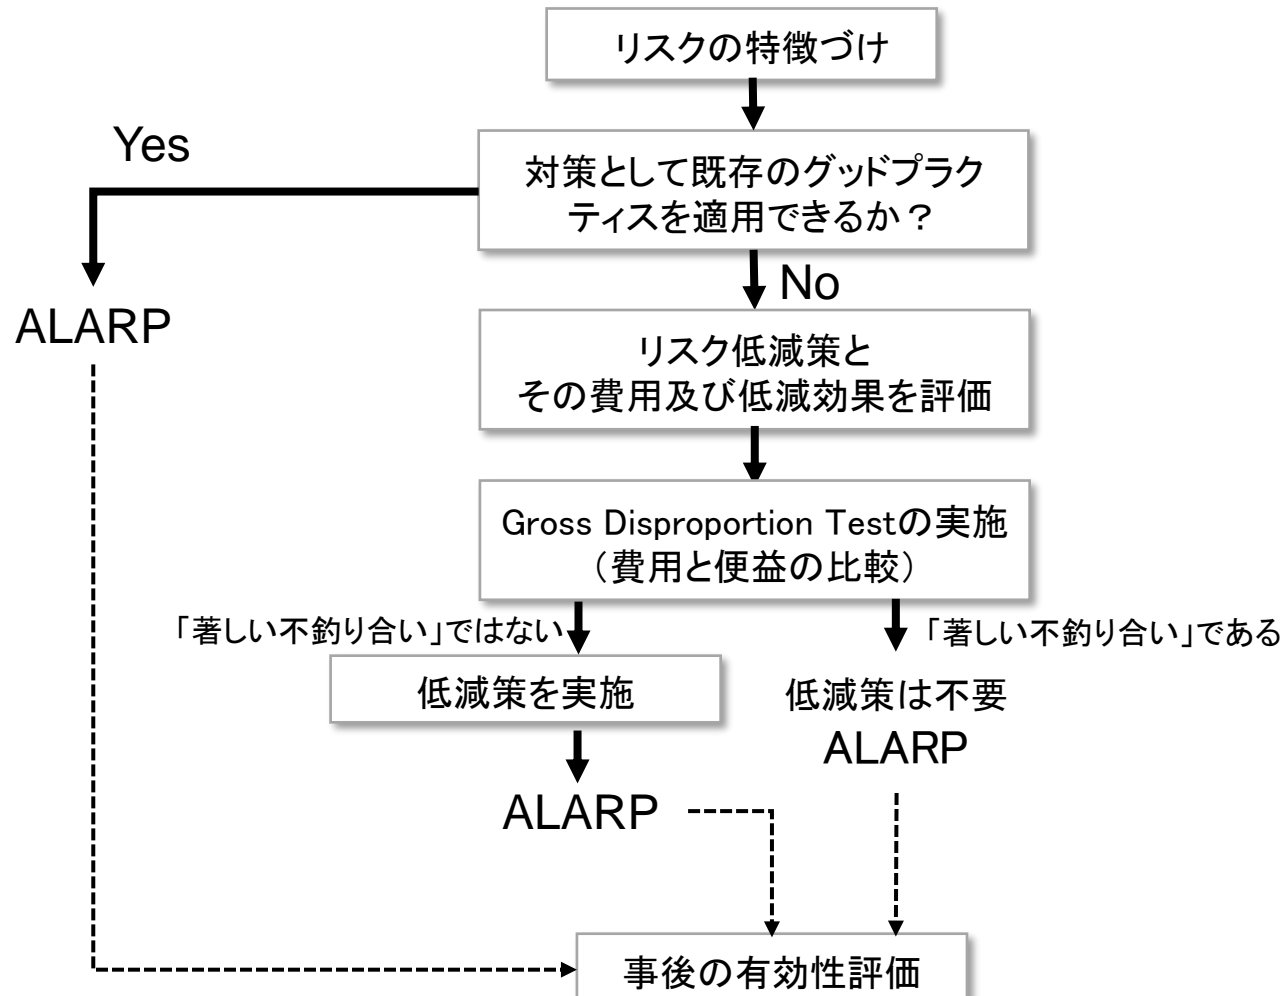 リスクの特徴づけ
Yes
対策として既存のグッドプラク
ティスを適用できるか？
No
ALARP
リスク低減策と
その費用及び低減効果を評価
Gross Disproportion Testの実施
（費用と便益の比較）
「著しい不釣り合い」ではない
「著しい不釣り合い」である
低減策を実施
低減策は不要
ALARP
ALARP
事後の有効性評価